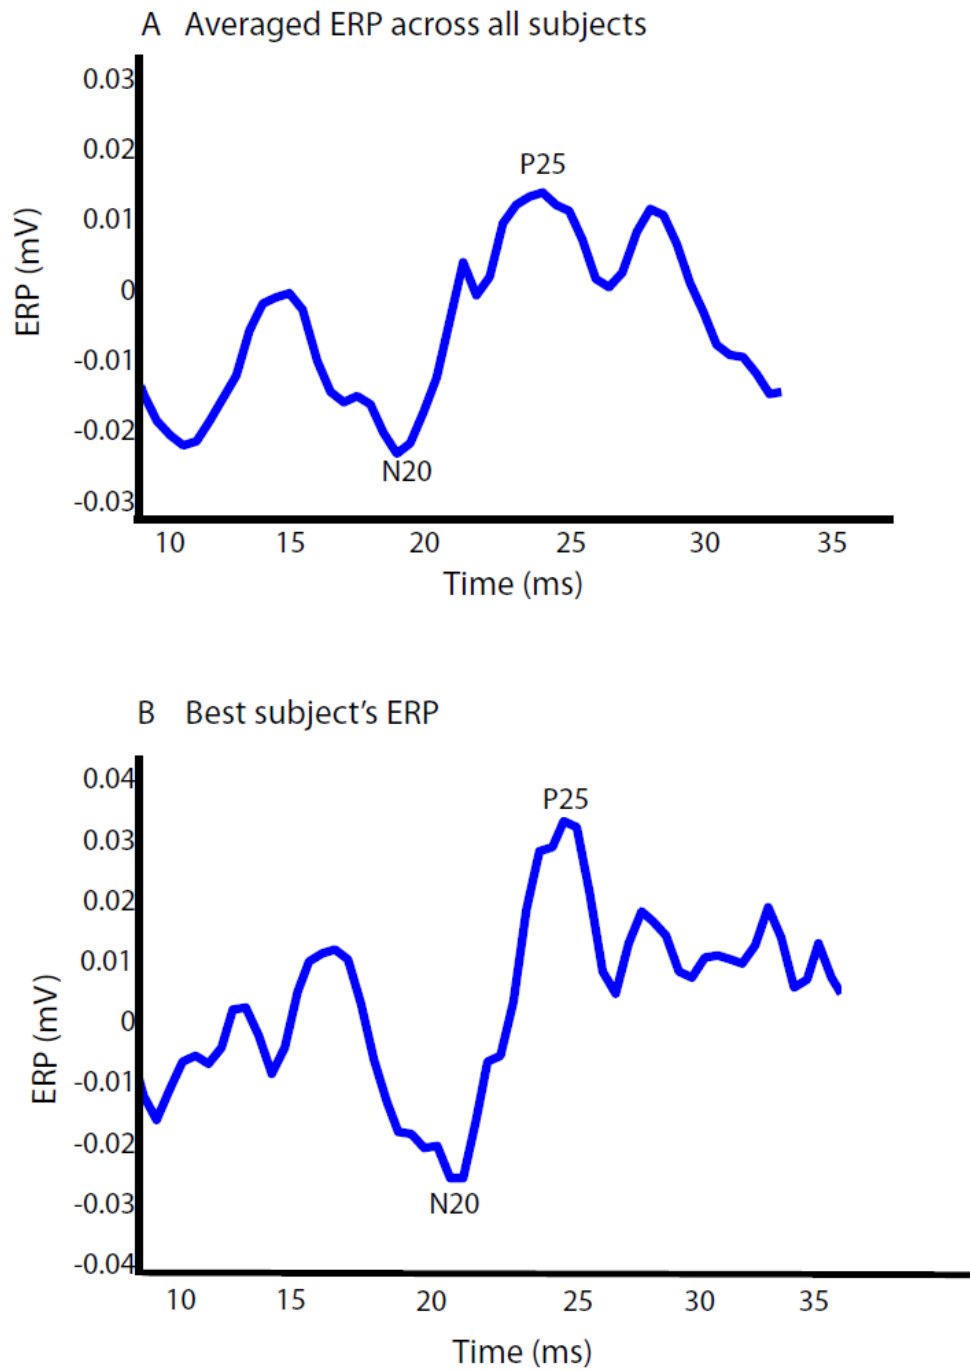 A Averaged ERP across all subjects
0.03
0.02
P25
0.01
ERP (mV)
0
-0.01
-0.02
N20
-0.03
10 15 20 25 30 35
Time (ms)
B Best subject's ERP
0.04
P25
0.03
0.02
0.01
ERP (mV)
0
-0.01
-0.02
-0.03
N20
-0.04
10 15 20 25 30 35
Time (ms)